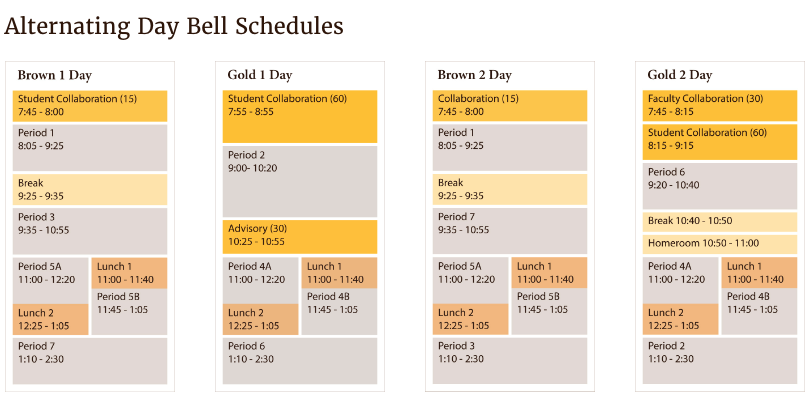 Alternating Day Bell Schedules
Brown 1 Day
Student Collaboration (15)
7:45 - 8:00
Period 1
8:05 - 9:25
Break
9:25 - 9:35
Period 3
9:35 - 10:55
Period 5A
11:00 - 12:20
Lunch 2
12:25 - 1:05
Lunch 1
11:00 - 11:40
Period 5B
11:45 - 1:05
Period 7
1:10 - 2:30
Gold 1 Day
Student Collaboration (60)
7:55 - 8:55
Period 2
9:00- 10:20
Advisory (30)
10:25 - 10:55
Period 4A
11:00 - 12:20
Lunch 2
12:25 - 1:05
Lunch 1
11:00 - 11:40
Period 4B
11:45 - 1:05
Period 6
1:10 - 2:30
Brown 2 Day
Collaboration (15)
7:45 - 8:00
Period 1
8:05 - 9:25
Break
9:25 - 9:35
Period 7
9:35 - 10:55
Period 5A
11:00 - 12:20
Lunch 2
12:25 - 1:05
Lunch 1
11:00 - 11:40
Period 5B
11:45 - 1:05
Period 3
1:10 - 2:30
Gold 2 Day
Faculty Collaboration (30)
7:45 - 8:15
Student Collaboration (60)
8:15 - 9:15
Period 6
9:20 - 10:40
Break 10:40 - 10:50
Homeroom 10:50 - 11:00
Period 4A
11:00 - 12:20
Lunch 2
12:25 - 1:05
Lunch 1
11:00 - 11:40
Period 4B
11:45 - 1:05
Period 2
1:10 - 2:30